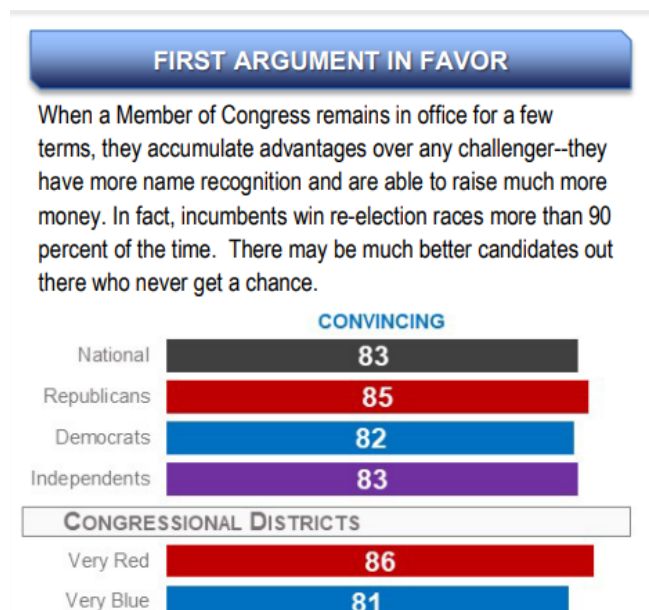 FIRST ARGUMENT IN FAVOR
When a Member of Congress remains in office for a few
terms, they accumulate advantages over any challenger--they
have more name recognition and are able to raise much more
money. In fact, incumbents win re-election races more than 90
percent of the time.  There may be much better candidates out
there who never get a chance.
CONVINCING
National 83
Republicans 85
Democrats 82
Independents 83
CONGRESSIONAL DISTRICTS
Very Red 86
Very Blue 81